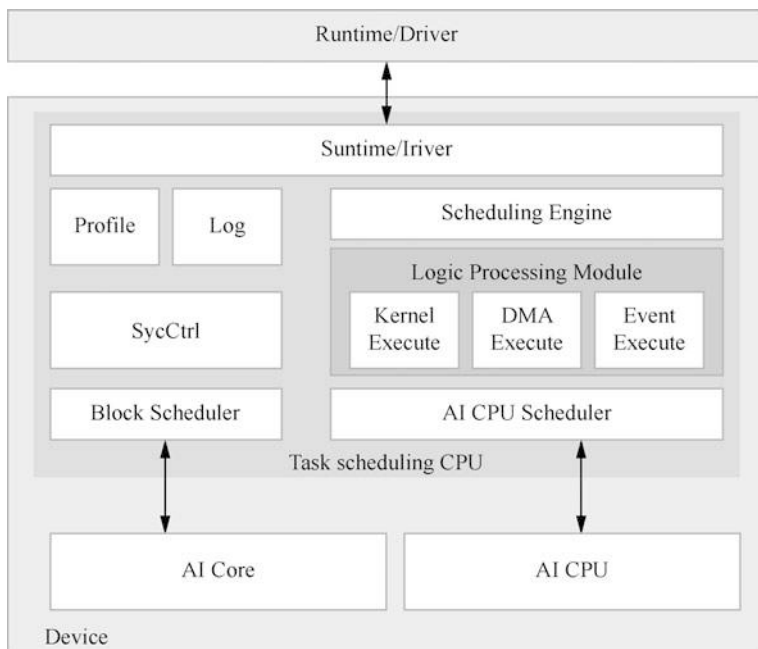 Runtime/Driver
Suntime/Iriver
Profile
Log
Scheduling Engine
Logic Processing Module
Kernel
Execute
DMA
Execute
Event
Execute
SycCtrl
Block Scheduler
AI CPU Scheduler
Task scheduling CPU
AI Core
AI CPU
Device